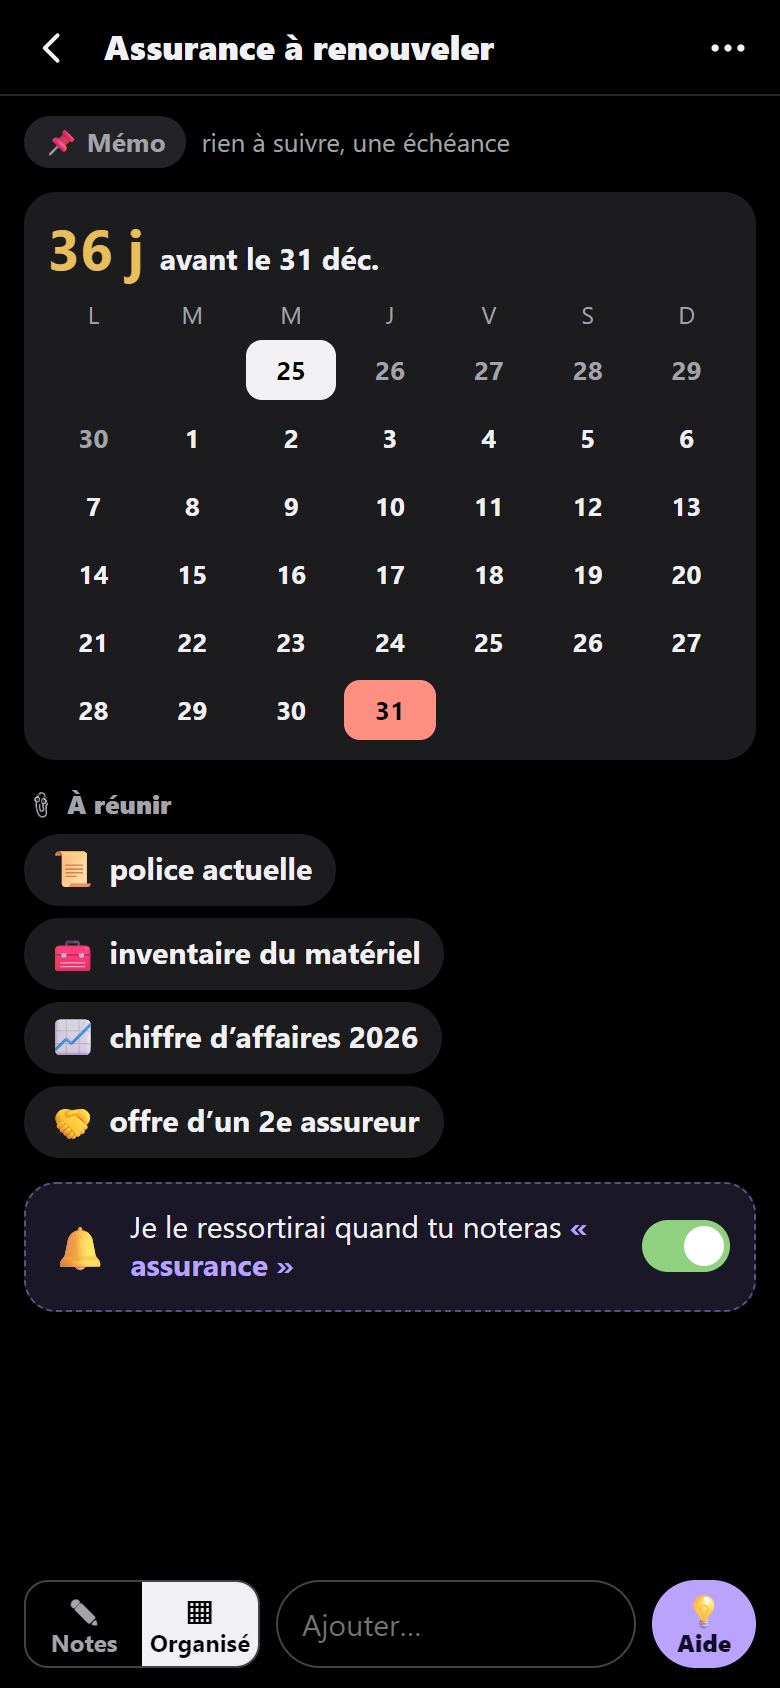 Assurance à renouveler
Mémo rien à suivre, une échéance
36 j avant le 31 déc.
L M M J V S D
25 26 27 28 29
30 1 2 3 4 5 6
7 8 9 10 11 12 13
14 15 16 17 18 19 20
21 22 23 24 25 26 27
28 29 30 31
À réunir
police actuelle
inventaire du matériel
chiffre d’affaires 2026
offre d’un 2e assureur
Je le ressortirai quand tu noteras «
assurance »
Notes Organisé Ajouter... Aide